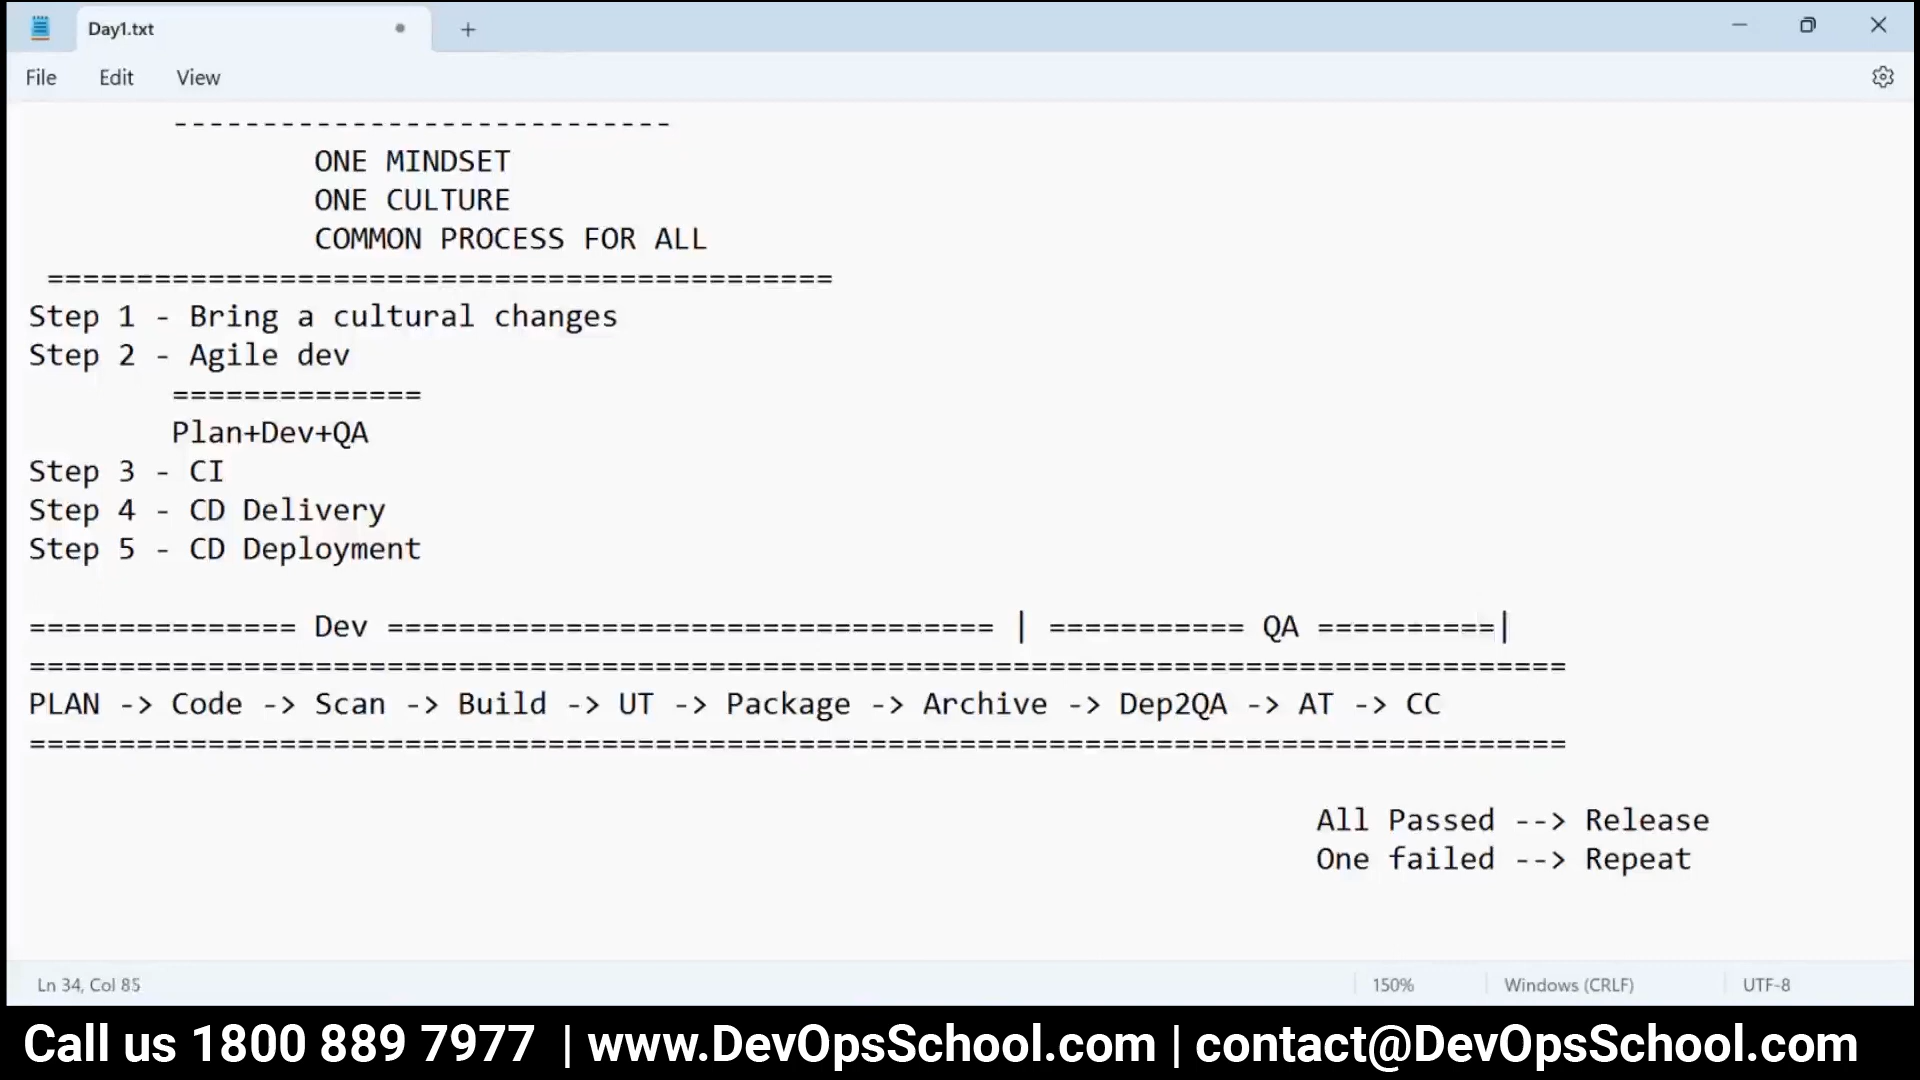 Day1.txt
File Edit View
----------------------------
ONE MINDSET
ONE CULTURE
COMMON PROCESS FOR ALL
============================================
Step 1 - Bring a cultural changes
Step 2 - Agile dev
==============
Plan+Dev+QA
Step 3 - CI
Step 4 - CD Delivery
Step 5 - CD Deployment
=============== Dev ================================== | =========== QA ==========|
======================================================================================
PLAN -> Code -> Scan -> Build -> UT -> Package -> Archive -> Dep2QA -> AT -> CC
======================================================================================
All Passed --> Release
One failed --> Repeat
Ln 34, Col 85 150% Windows (CRLF) UTF-8
Call us 1800 889 7977 | www.DevOpsSchool.com | contact@DevOpsSchool.com